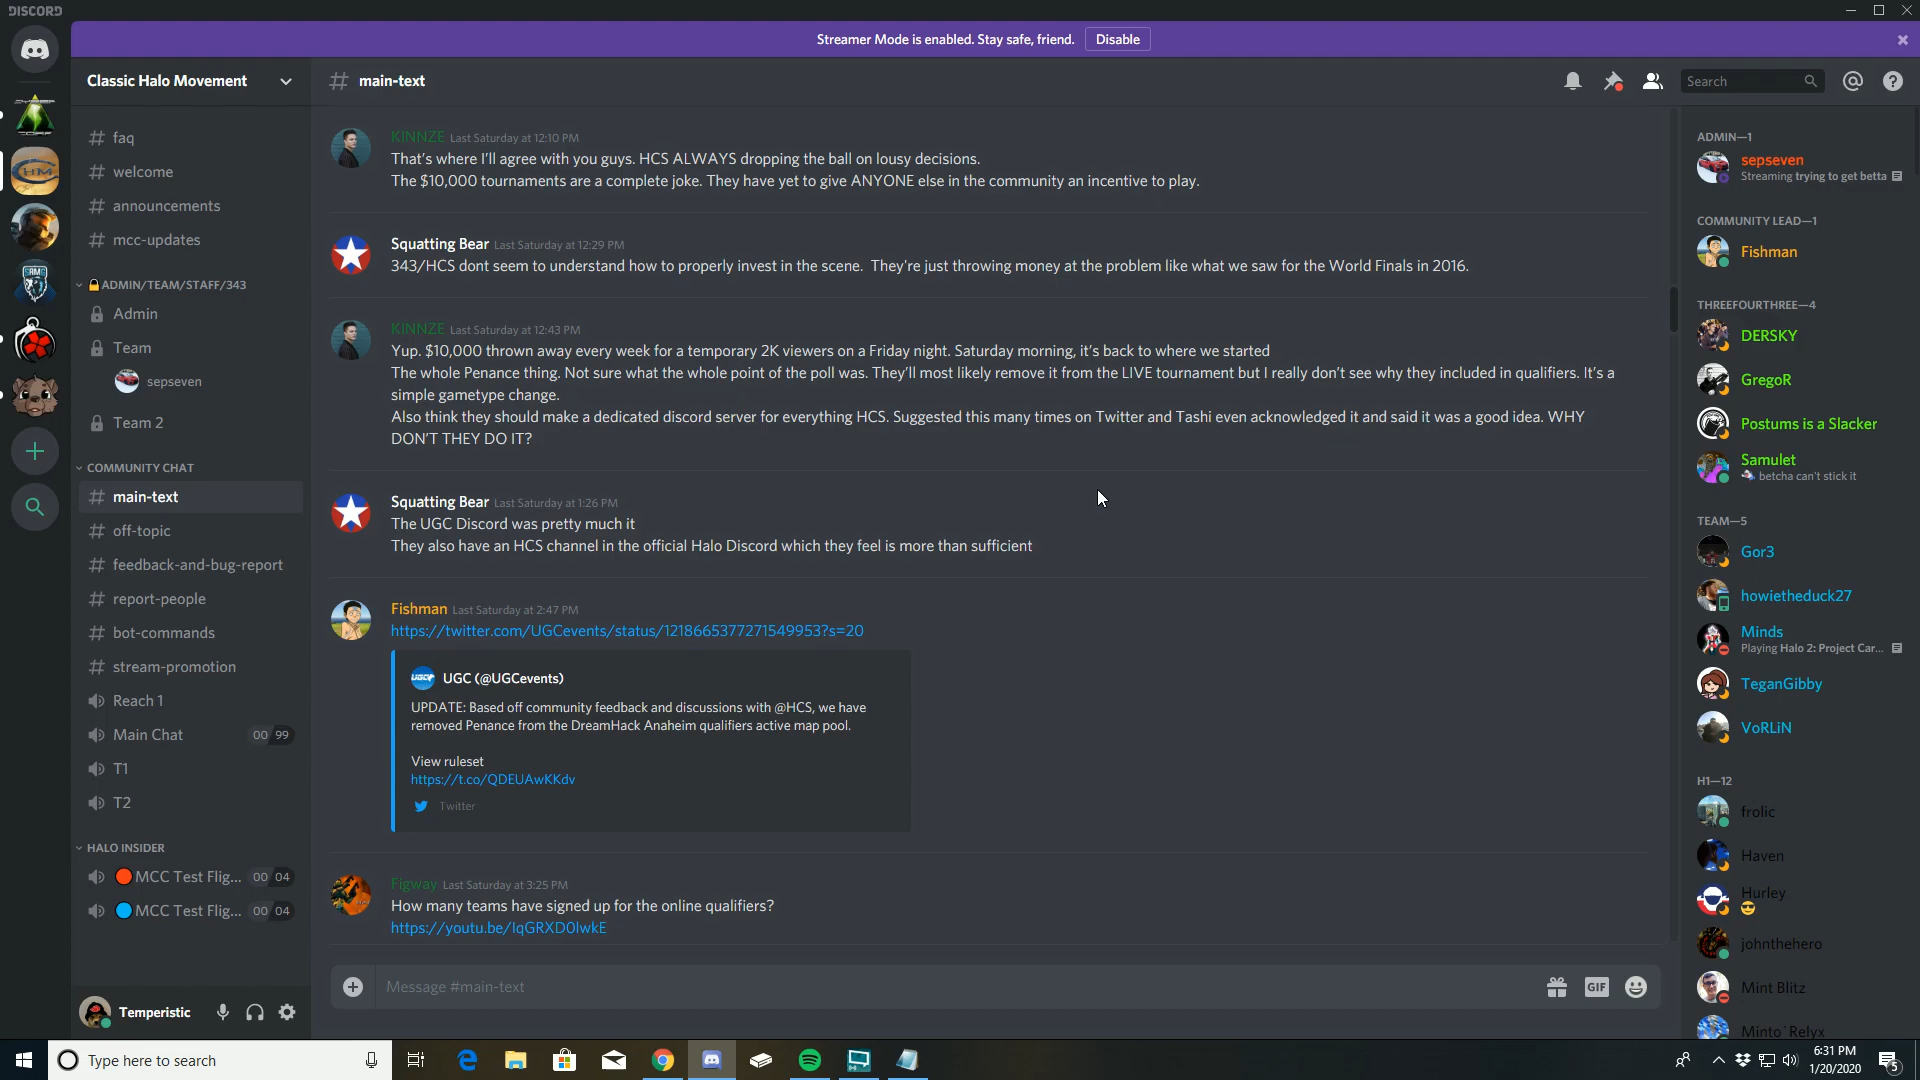 DISCORD
Streamer Mode is enabled. Stay safe, friend. Disable
Classic Halo Movement
# main-text
Search
# faq
# welcome
# announcements
# mcc-updates
ADMIN/TEAM/STAFF/343
Admin
Team
sepseven
Team 2
COMMUNITY CHAT
# main-text
# off-topic
# feedback-and-bug-report
# report-people
# bot-commands
# stream-promotion
Reach 1
Main Chat 00 99
T1
T2
HALO INSIDER
MCC Test Flig... 00 04
MCC Test Flig... 00 04
Temperistic
KINNZE Last Saturday at 12:10 PM
That's where I'll agree with you guys. HCS ALWAYS dropping the ball on lousy decisions.
The $10,000 tournaments are a complete joke. They have yet to give ANYONE else in the community an incentive to play.
Squatting Bear Last Saturday at 12:29 PM
343/HCS dont seem to understand how to properly invest in the scene. They're just throwing money at the problem like what we saw for the World Finals in 2016.
KINNZE Last Saturday at 12:43 PM
Yup. $10,000 thrown away every week for a temporary 2K viewers on a Friday night. Saturday morning, it's back to where we started
The whole Penance thing. Not sure what the whole point of the poll was. They'll most likely remove it from the LIVE tournament but I really don't see why they included in qualifiers. It's a
simple gametype change.
Also think they should make a dedicated discord server for everything HCS. Suggested this many times on Twitter and Tashi even acknowledged it and said it was a good idea. WHY
DON'T THEY DO IT?
Squatting Bear Last Saturday at 1:26 PM
The UGC Discord was pretty much it
They also have an HCS channel in the official Halo Discord which they feel is more than sufficient
Fishman Last Saturday at 2:47 PM
https://twitter.com/UGCevents/status/1218665377271549953?s=20
UGC (@UGCevents)
UPDATE: Based off community feedback and discussions with @HCS, we have
removed Penance from the DreamHack Anaheim qualifiers active map pool.
View ruleset
https://t.co/QDEUAwKKdv
Twitter
Figway Last Saturday at 3:25 PM
How many teams have signed up for the online qualifiers?
https://youtu.be/IqGRXD0lwkE
Message #main-text
GIF
ADMIN—1
sepseven
Streaming trying to get betta
COMMUNITY LEAD—1
Fishman
THREEFOURTHREE—4
DERSKY
GregoR
Postums is a Slacker
Samulet
betcha can't stick it
TEAM—5
Gor3
howietheduck27
Minds
Playing Halo 2: Project Car...
TeganGibby
VoRLiN
H1—12
frolic
Haven
Hurley
johnthehero
Mint Blitz
Minto`Relyx
Type here to search
6:31 PM
1/20/2020
5